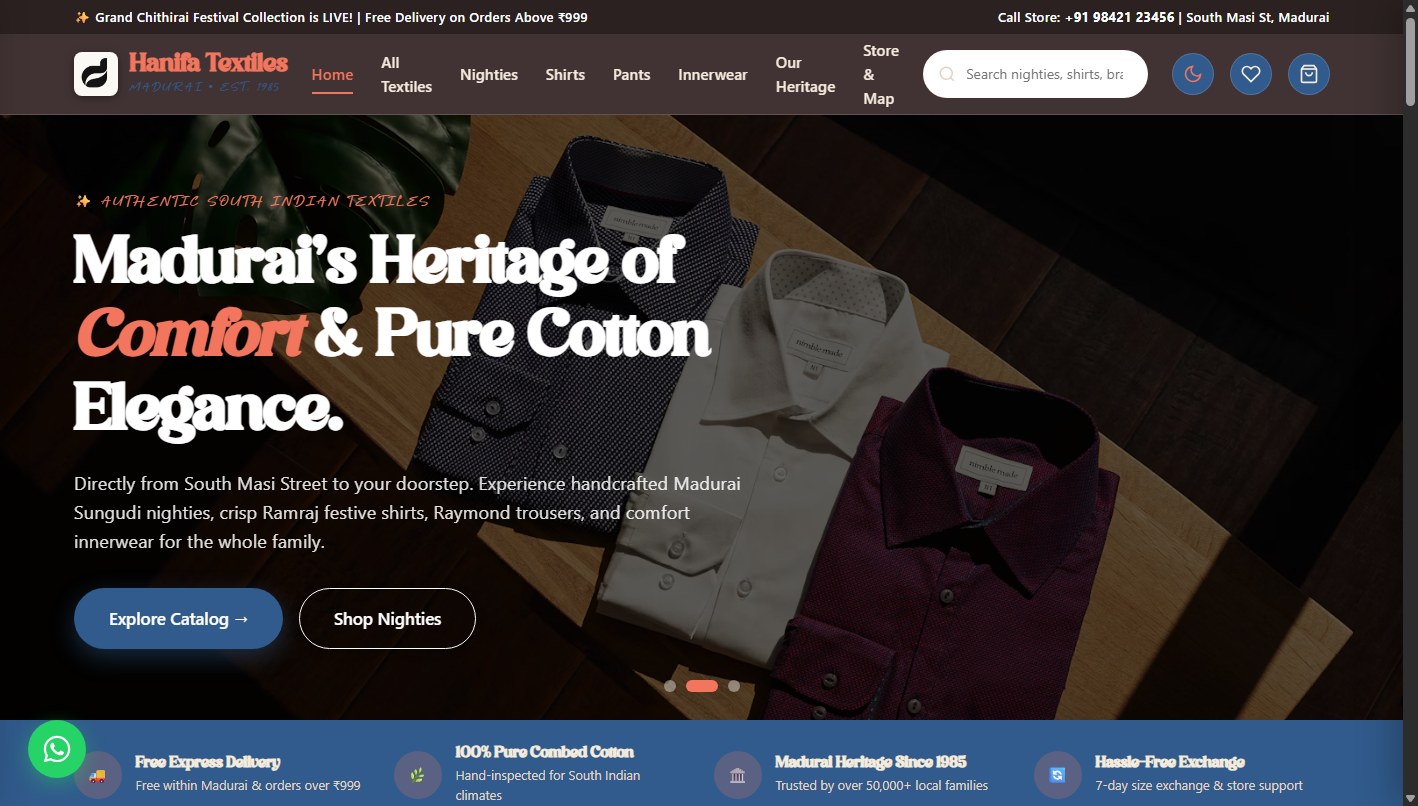 ✨ Grand Chithirai Festival Collection is LIVE! | Free Delivery on Orders Above ₹999
Call Store: +91 98421 23456 | South Masi St, Madurai
Hanifa Textiles
MADURAI • EST. 1985
Home
All
Textiles
Nighties
Shirts
Pants
Innerwear
Our
Heritage
Store
&
Map
Search nighties, shirts, bra
✨ AUTHENTIC SOUTH INDIAN TEXTILES
Madurai's Heritage of
Comfort & Pure Cotton
Elegance.
Directly from South Masi Street to your doorstep. Experience handcrafted Madurai
Sungudi nighties, crisp Ramraj festive shirts, Raymond trousers, and comfort
innerwear for the whole family.
Explore Catalog →
Shop Nighties
nimble made
nimble made
nimble made
Free Express Delivery
Free within Madurai & orders over ₹999
100% Pure Combed Cotton
Hand-inspected for South Indian
climates
Madurai Heritage Since 1985
Trusted by over 50,000+ local families
Hassle-Free Exchange
7-day size exchange & store support